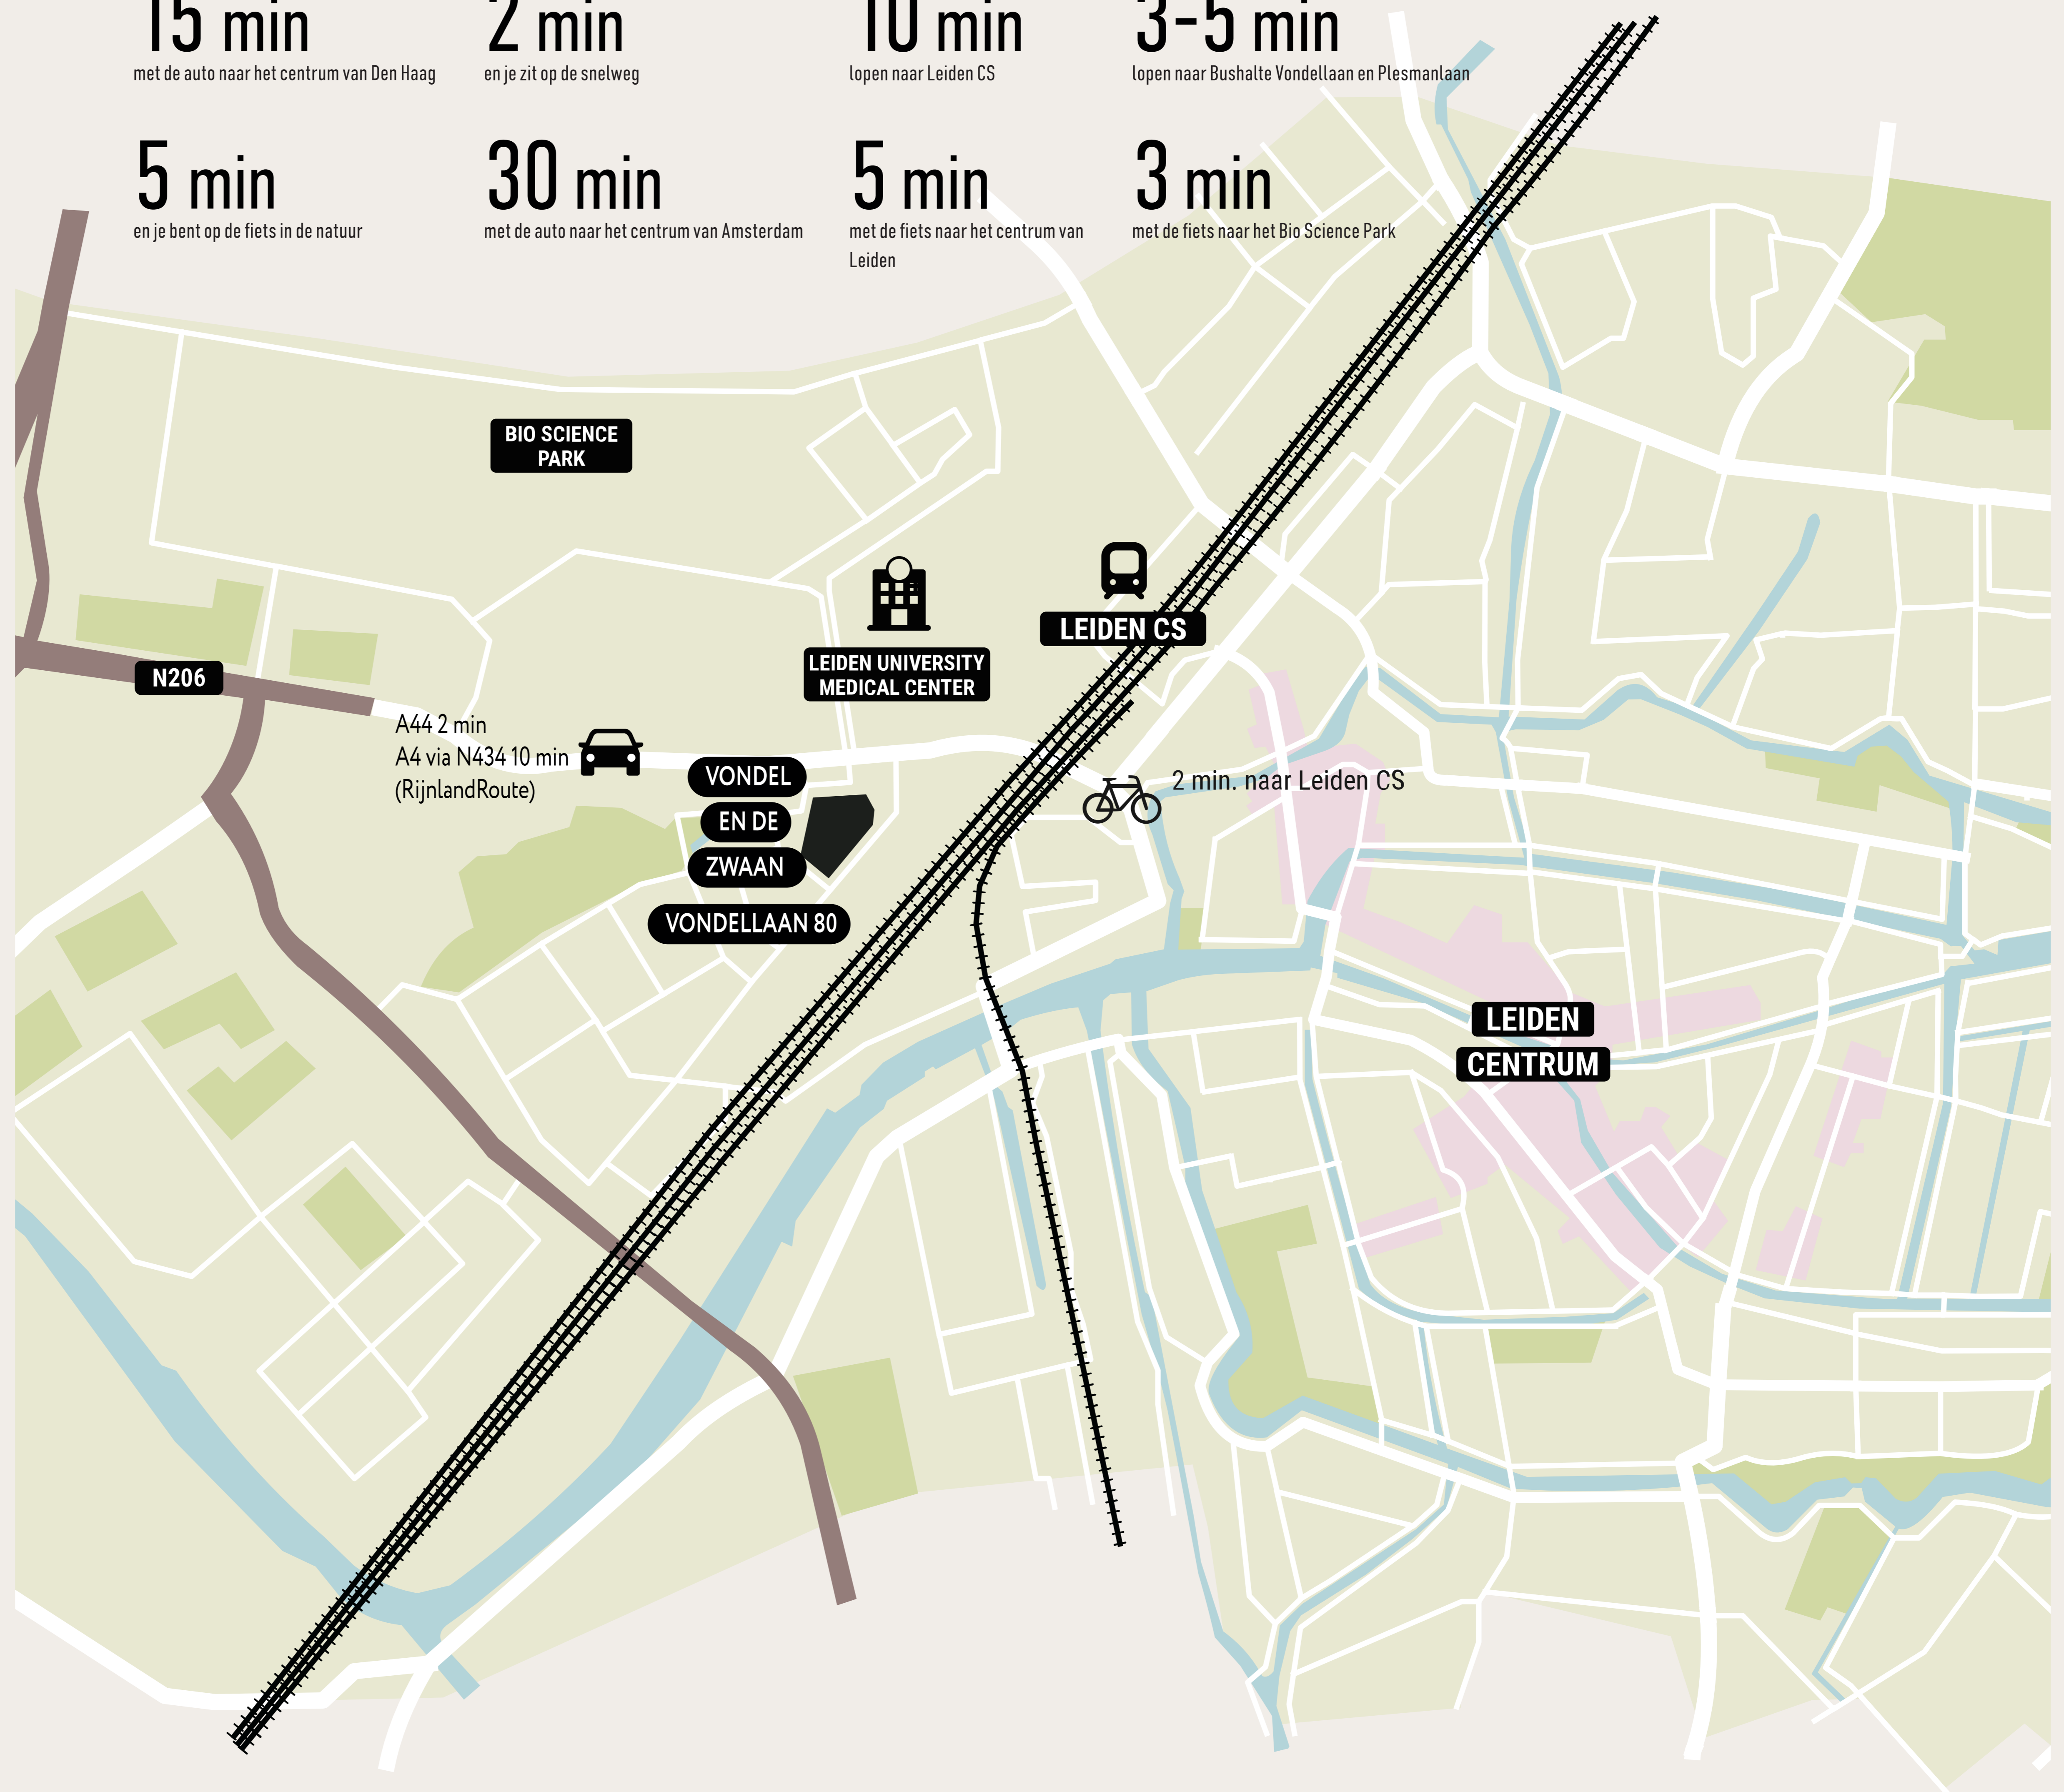 15 min
met de auto naar het centrum van Den Haag
2 min
en je zit op de snelweg
10 min
lopen naar Leiden CS
3-5 min
lopen naar Bushalte Vondellaan en Plesmanlaan
5 min
en je bent op de fiets in de natuur
30 min
met de auto naar het centrum van Amsterdam
5 min
met de fiets naar het centrum van
Leiden
3 min
met de fiets naar het Bio Science Park
BIO SCIENCE
PARK
LEIDEN CS
LEIDEN UNIVERSITY
MEDICAL CENTER
N206
A44 2 min
A4 via N434 10 min
(RijnlandRoute)
VONDEL
EN DE
ZWAAN
VONDELLAAN 80
2 min. naar Leiden CS
LEIDEN
CENTRUM